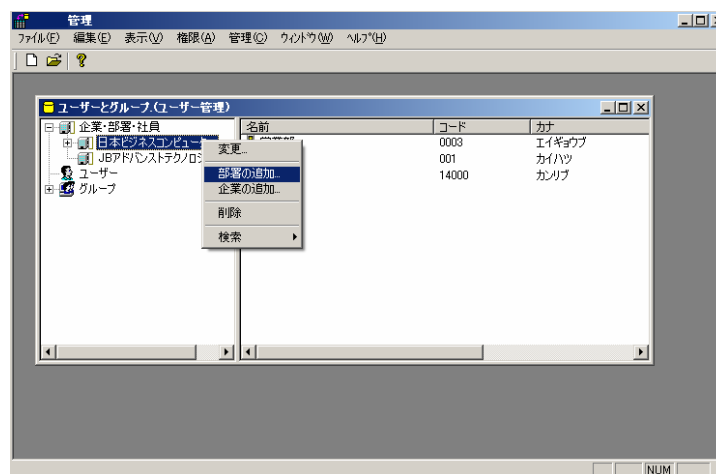 管理
ファイル(F) 編集(E) 表示(V) 権限(A) 管理(C) ウィンドウ(W) ヘルプ(H)
ユーザーとグループ.(ユーザー管理)
企業・部署・社員
日本ビジネスコンピュー
JBアドバンストテクノロジ
ユーザー
グループ
名前 コード カナ
営業部 0003 エイギョウブ
001 カイハツ
14000 カンリブ
変更...
部署の追加...
企業の追加...
削除
検索
NUM